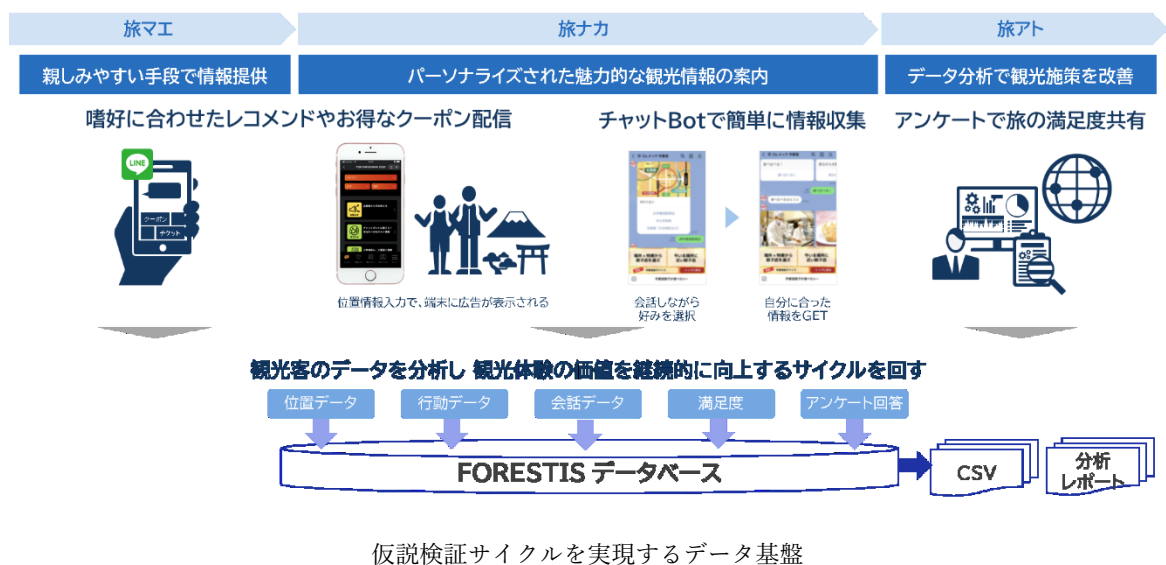 旅マエ
旅ナカ
旅アト
親しみやすい手段で情報提供
パーソナライズされた魅力的な観光情報の案内
データ分析で観光施策を改善
嗜好に合わせたレコメンドやお得なクーポン配信
チャットBotで簡単に情報収集
アンケートで旅の満足度共有
LINE
クーポン
チケット
位置情報入力で、端末に広告が表示される
会話しながら
好みを選択
自分に合った
情報をGET
観光客のデータを分析し 観光体験の価値を継続的に向上するサイクルを回す
位置データ
行動データ
会話データ
満足度
アンケート回答
FORESTIS データベース
CSV
分析
レポート
仮説検証サイクルを実現するデータ基盤